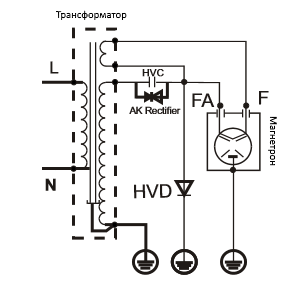 Трансформатор
L
HVC
AK Rectifier
FA
F
Магнетрон
N
HVD